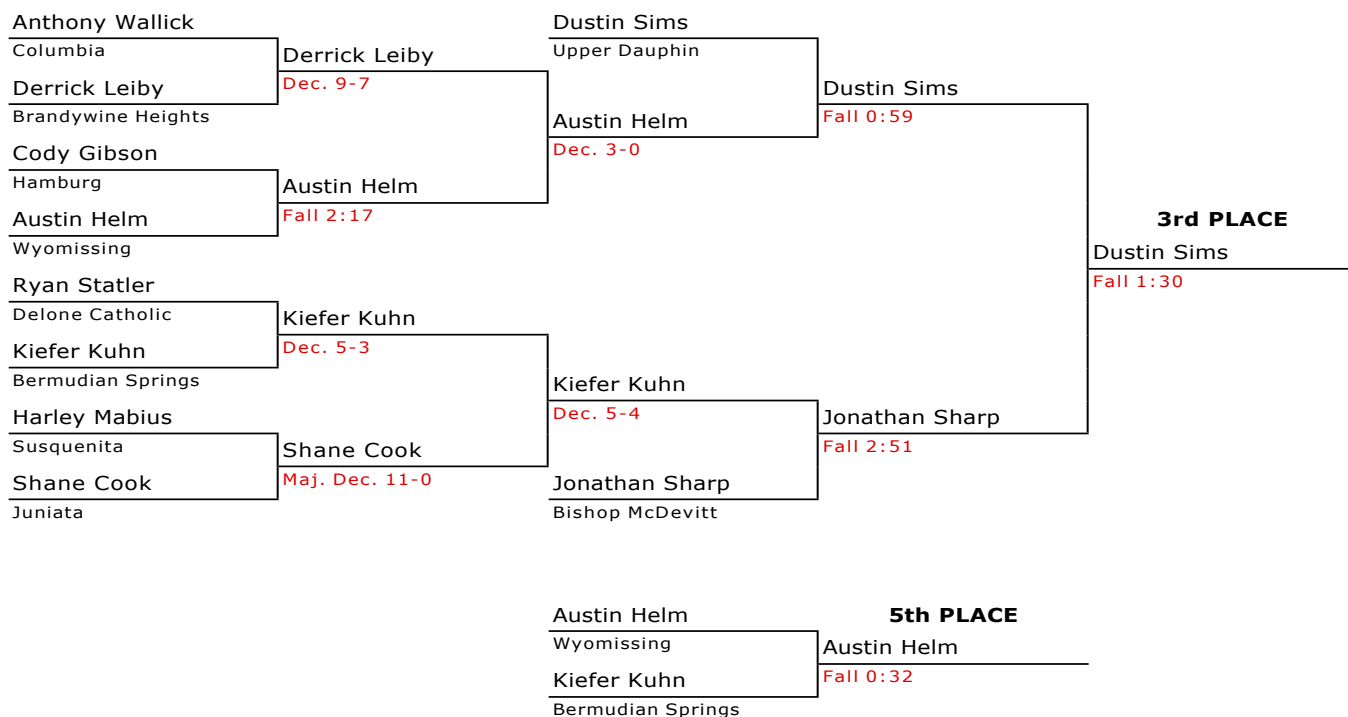 Anthony Wallick
Columbia
Derrick Leiby
Brandywine Heights
Cody Gibson
Hamburg
Austin Helm
Wyomissing
Ryan Statler
Delone Catholic
Kiefer Kuhn
Bermudian Springs
Harley Mabius
Susquenita
Shane Cook
Juniata
Derrick Leiby
Dec. 9-7
Austin Helm
Fall 2:17
Kiefer Kuhn
Dec. 5-3
Shane Cook
Maj. Dec. 11-0
Dustin Sims
Upper Dauphin
Austin Helm
Dec. 3-0
Kiefer Kuhn
Dec. 5-4
Jonathan Sharp
Bishop McDevitt
Dustin Sims
Fall 0:59
Jonathan Sharp
Fall 2:51
3rd PLACE
Dustin Sims
Fall 1:30
Austin Helm
Wyomissing
Kiefer Kuhn
Bermudian Springs
5th PLACE
Austin Helm
Fall 0:32